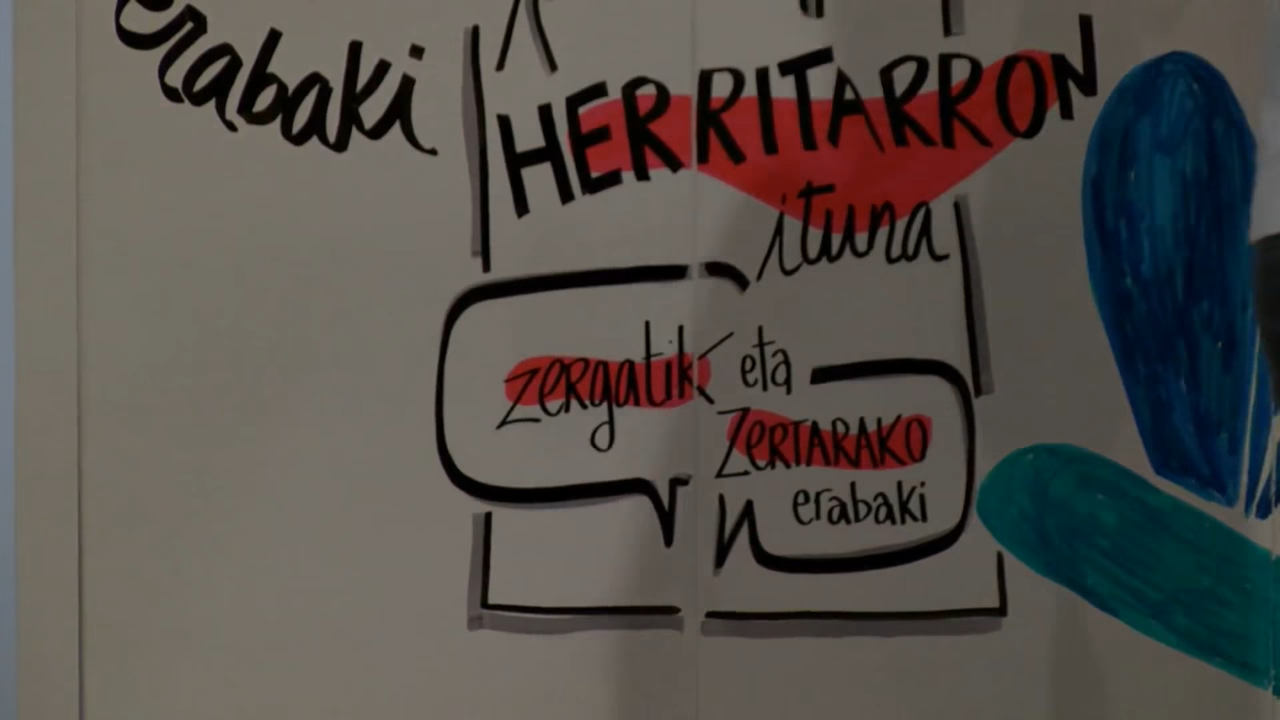 erabaki
HERRITARRON
ituna
zergatik eta
ZERTARAKO
erabaki